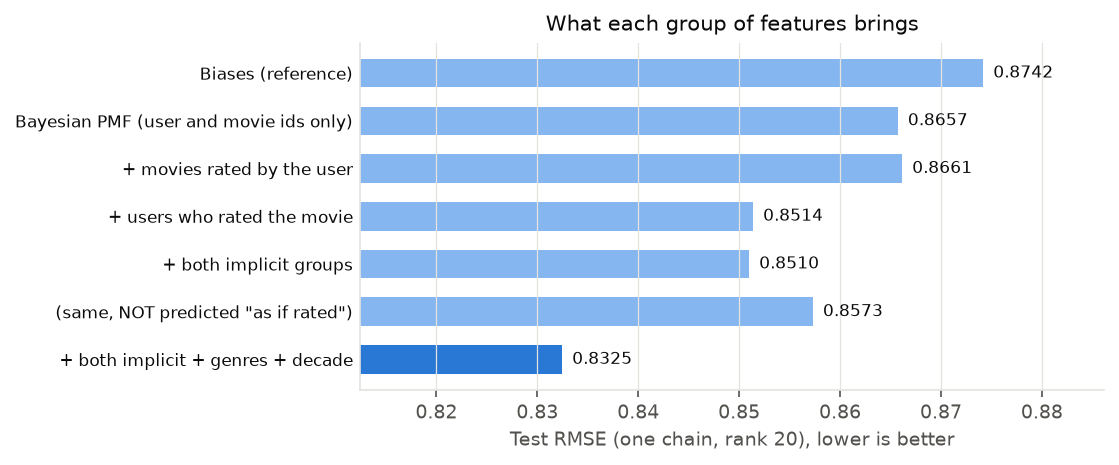 What each group of features brings
Biases (reference) 0.8742
Bayesian PMF (user and movie ids only) 0.8657
+ movies rated by the user 0.8661
+ users who rated the movie 0.8514
+ both implicit groups 0.8510
(same, NOT predicted "as if rated") 0.8573
+ both implicit + genres + decade 0.8325
0.82 0.83 0.84 0.85 0.86 0.87 0.88
Test RMSE (one chain, rank 20), lower is better